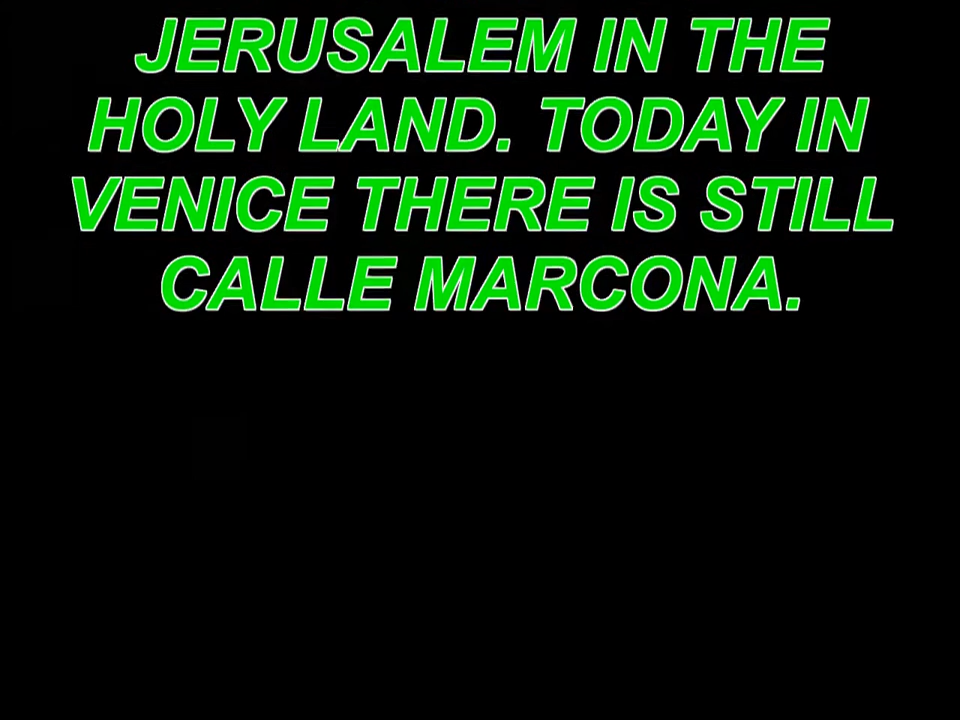 JERUSALEM IN THE
HOLY LAND. TODAY IN
VENICE THERE IS STILL
CALLE MARCONA.